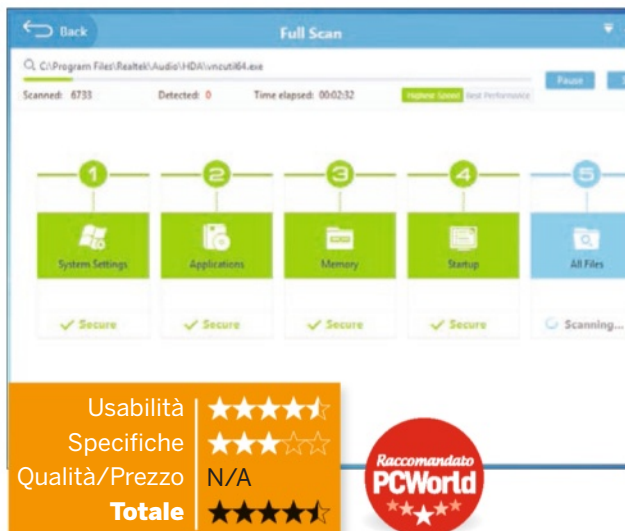 Back
Full Scan
C:\Program Files\Realtek\Audio\HDA\vncutil64.exe
Pause
Scanned: 6733
Detected: 0
Time elapsed: 00:02:32
Highest Speed
Best Performance
1
2
3
4
5
System Settings
Applications
Memory
Startup
All Files
Secure
Secure
Secure
Secure
Scanning...
Usabilità
Specifiche
Qualità/Prezzo N/A
Totale
Raccomandato
PCWorld